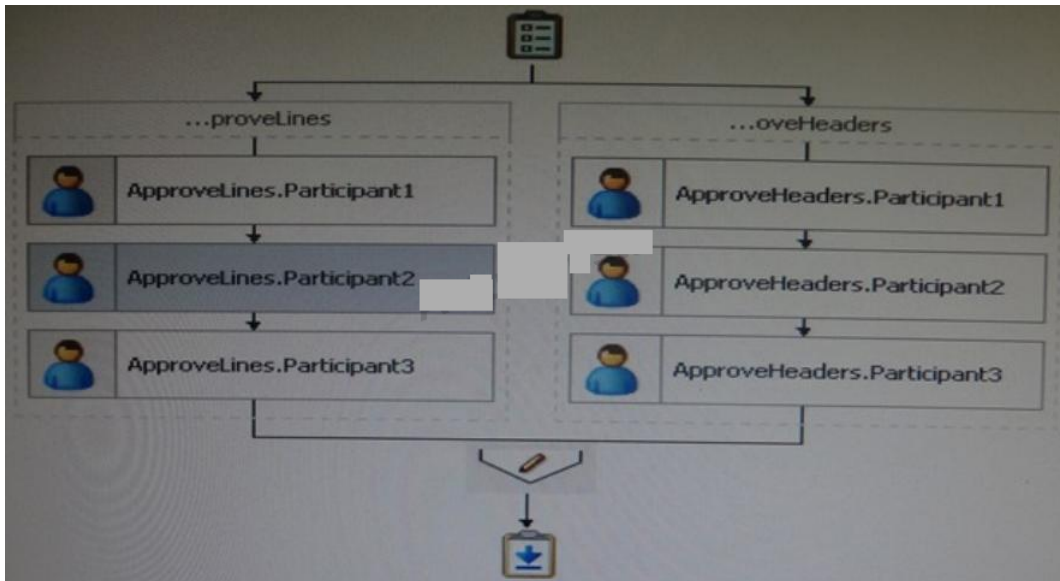 ...proveLines
ApproveLines.Participant1
ApproveLines.Participant2
ApproveLines.Participant3
...oveHeaders
ApproveHeaders.Participant1
ApproveHeaders.Participant2
ApproveHeaders.Participant3